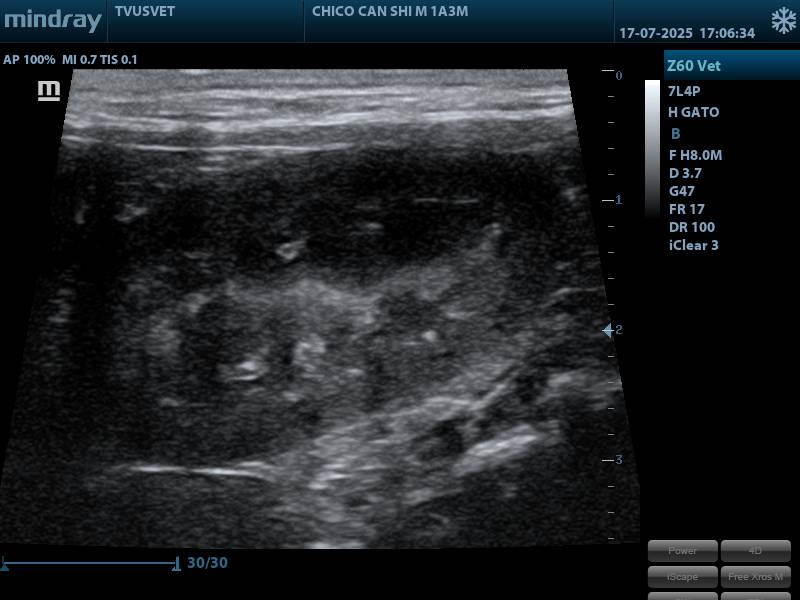 mindray
TVUSVET
CHICO CAN SHI M 1A3M
17-07-2025 17:06:34
AP 100% MI 0.7 TIS 0.1
m
Z60 Vet
7L4P
H GATO
B
F H8.0M
D 3.7
G47
FR 17
DR 100
iClear 3
0
1
2
3
30/30
Power
4D
iScape
Free Xros M